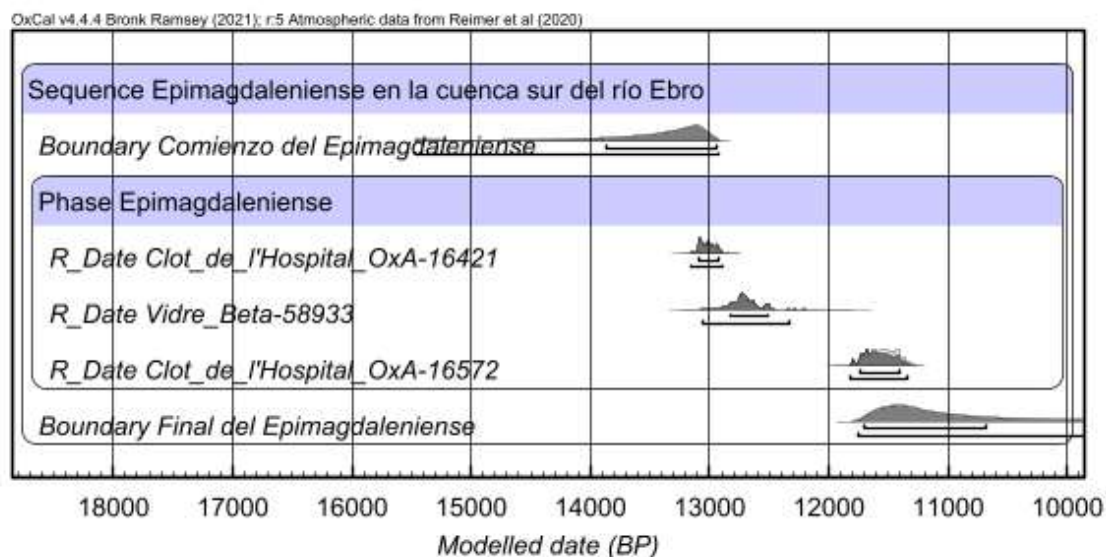 OxCal v4.4.4 Bronk Ramsey (2021); r:5 Atmospheric data from Reimer et al (2020)
Sequence Epimagdaleniense en la cuenca sur del río Ebro
Boundary Comienzo del Epimagdaleniense
Phase Epimagdaleniense
R_Date Clot_de_l'Hospital_OxA-16421
R_Date Vidre_Beta-58933
R_Date Clot_de_l'Hospital_OxA-16572
Boundary Final del Epimagdaleniense
18000 17000 16000 15000 14000 13000 12000 11000 10000
Modelled date (BP)